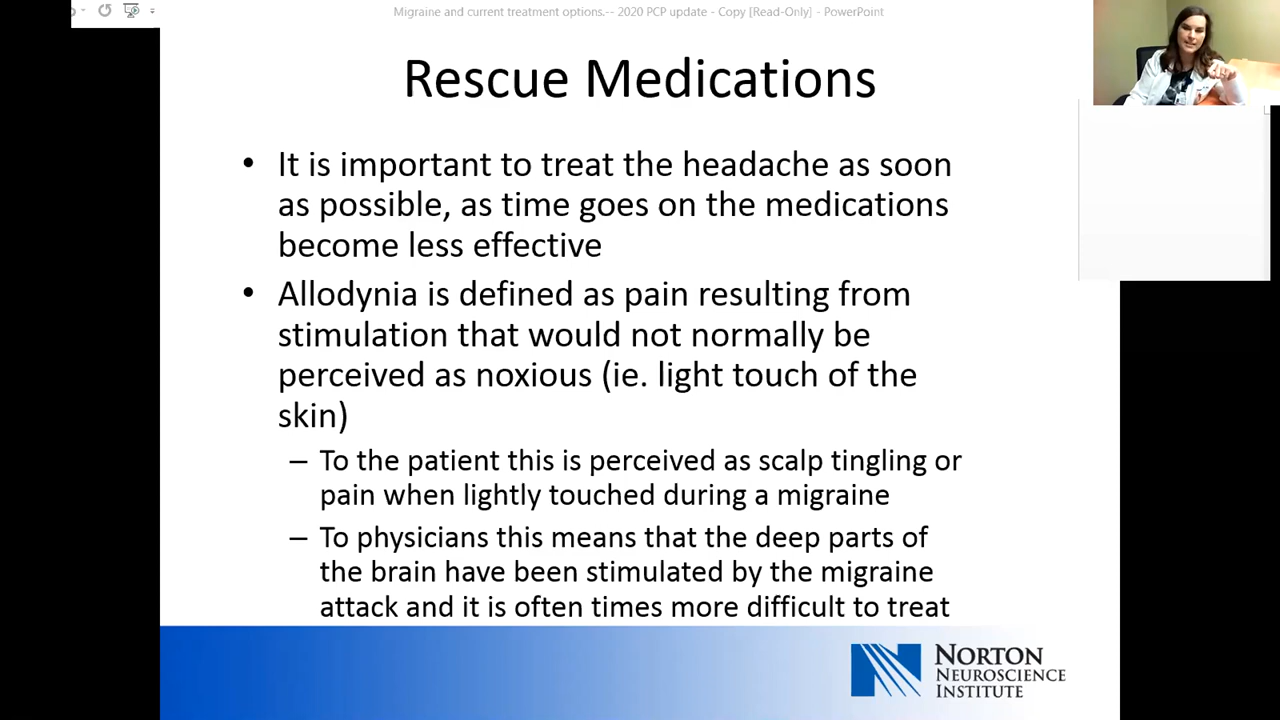 Migraine and current treatment options.-- 2020 PCP update - Copy [Read-Only] - PowerPoint
Rescue Medications
• It is important to treat the headache as soon
as possible, as time goes on the medications
become less effective
• Allodynia is defined as pain resulting from
stimulation that would not normally be
perceived as noxious (ie. light touch of the
skin)
– To the patient this is perceived as scalp tingling or
pain when lightly touched during a migraine
– To physicians this means that the deep parts of
the brain have been stimulated by the migraine
attack and it is often times more difficult to treat
NORTON
NEUROSCIENCE
INSTITUTE